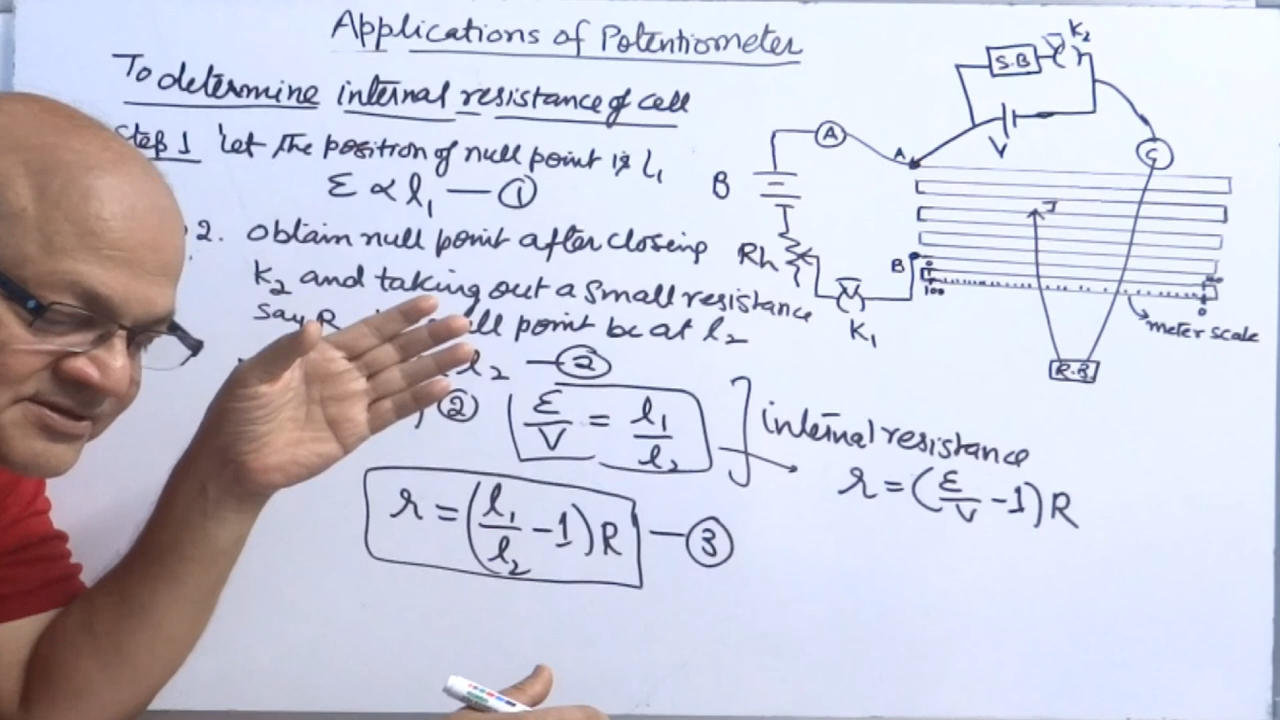 Applications of Potentiometer
To determine internal resistance of cell
Step 1 Let the position of null point is l₁
ε ∝ l₁ — ①
2. obtain null point after closing
K₂ and taking out a small resistance
say R ll point be at l₂
l₂ — ②
②
ε/V = l₁/l₂
internal resistance
r = (ε/V - 1) R
r = (l₁/l₂ - 1) R — ③
S.B
K₂
A
A
V
G
B
J
Rh
B
0
100
100
0
K₁
meter scale
R.B